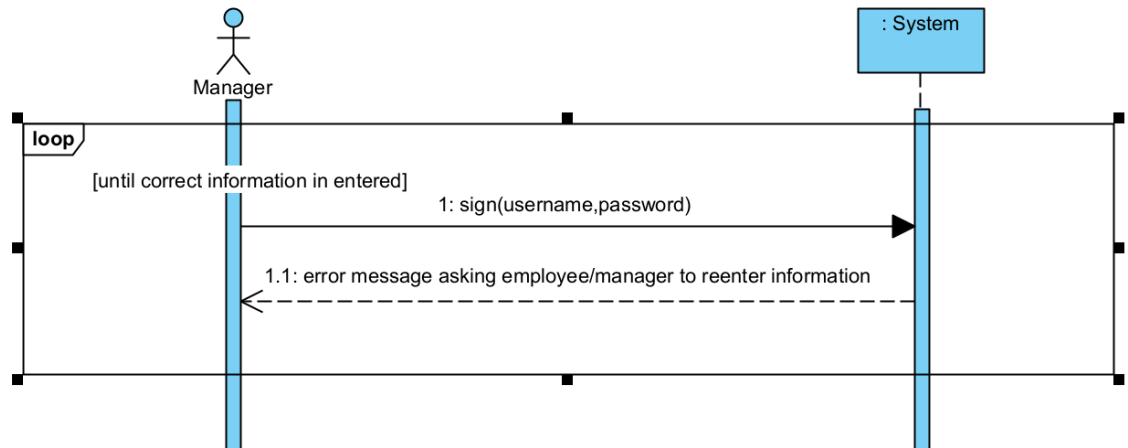 : System
Manager
loop
[until correct information in entered]
1: sign(username,password)
1.1: error message asking employee/manager to reenter information